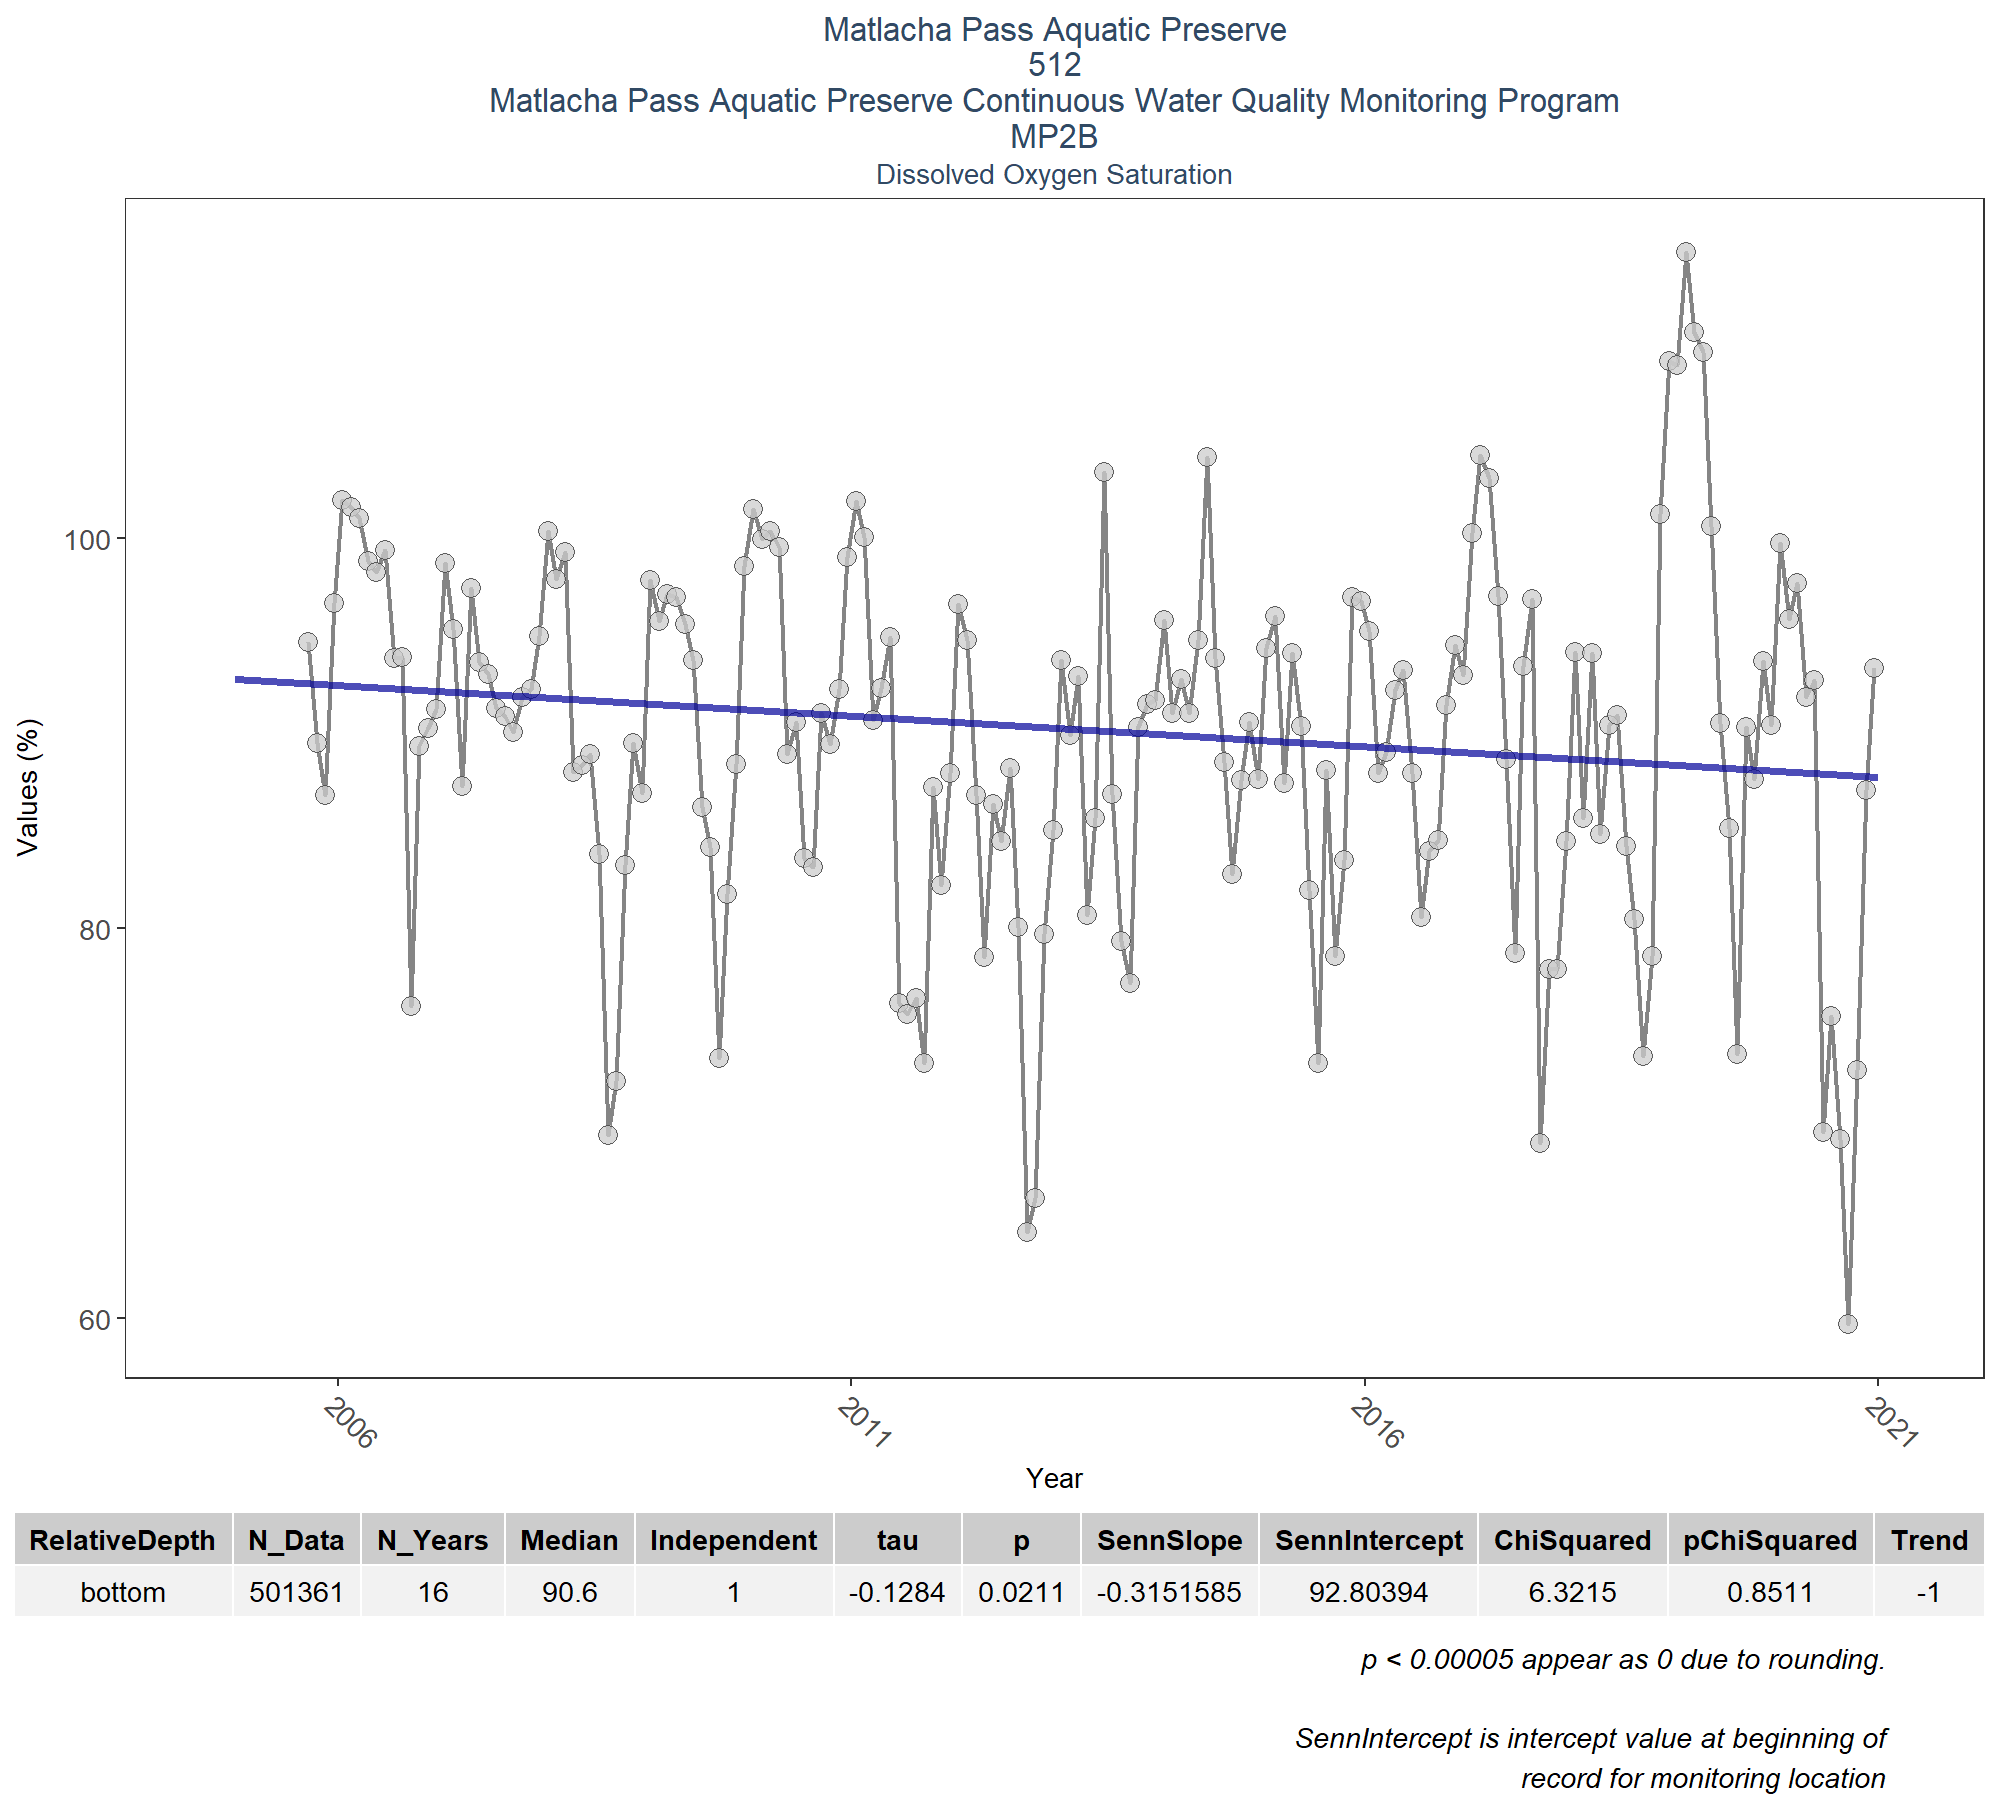 Matlacha Pass Aquatic Preserve
512
Matlacha Pass Aquatic Preserve Continuous Water Quality Monitoring Program
MP2B
Dissolved Oxygen Saturation
Values (%)
100
80
60
2006 2011 2016 2021
Year
RelativeDepth N_Data N_Years Median Independent tau p SennSlope SennIntercept ChiSquared pChiSquared Trend
bottom 501361 16 90.6 1 -0.1284 0.0211 -0.3151585 92.80394 6.3215 0.8511 -1
p < 0.00005 appear as 0 due to rounding.
SennIntercept is intercept value at beginning of
record for monitoring location